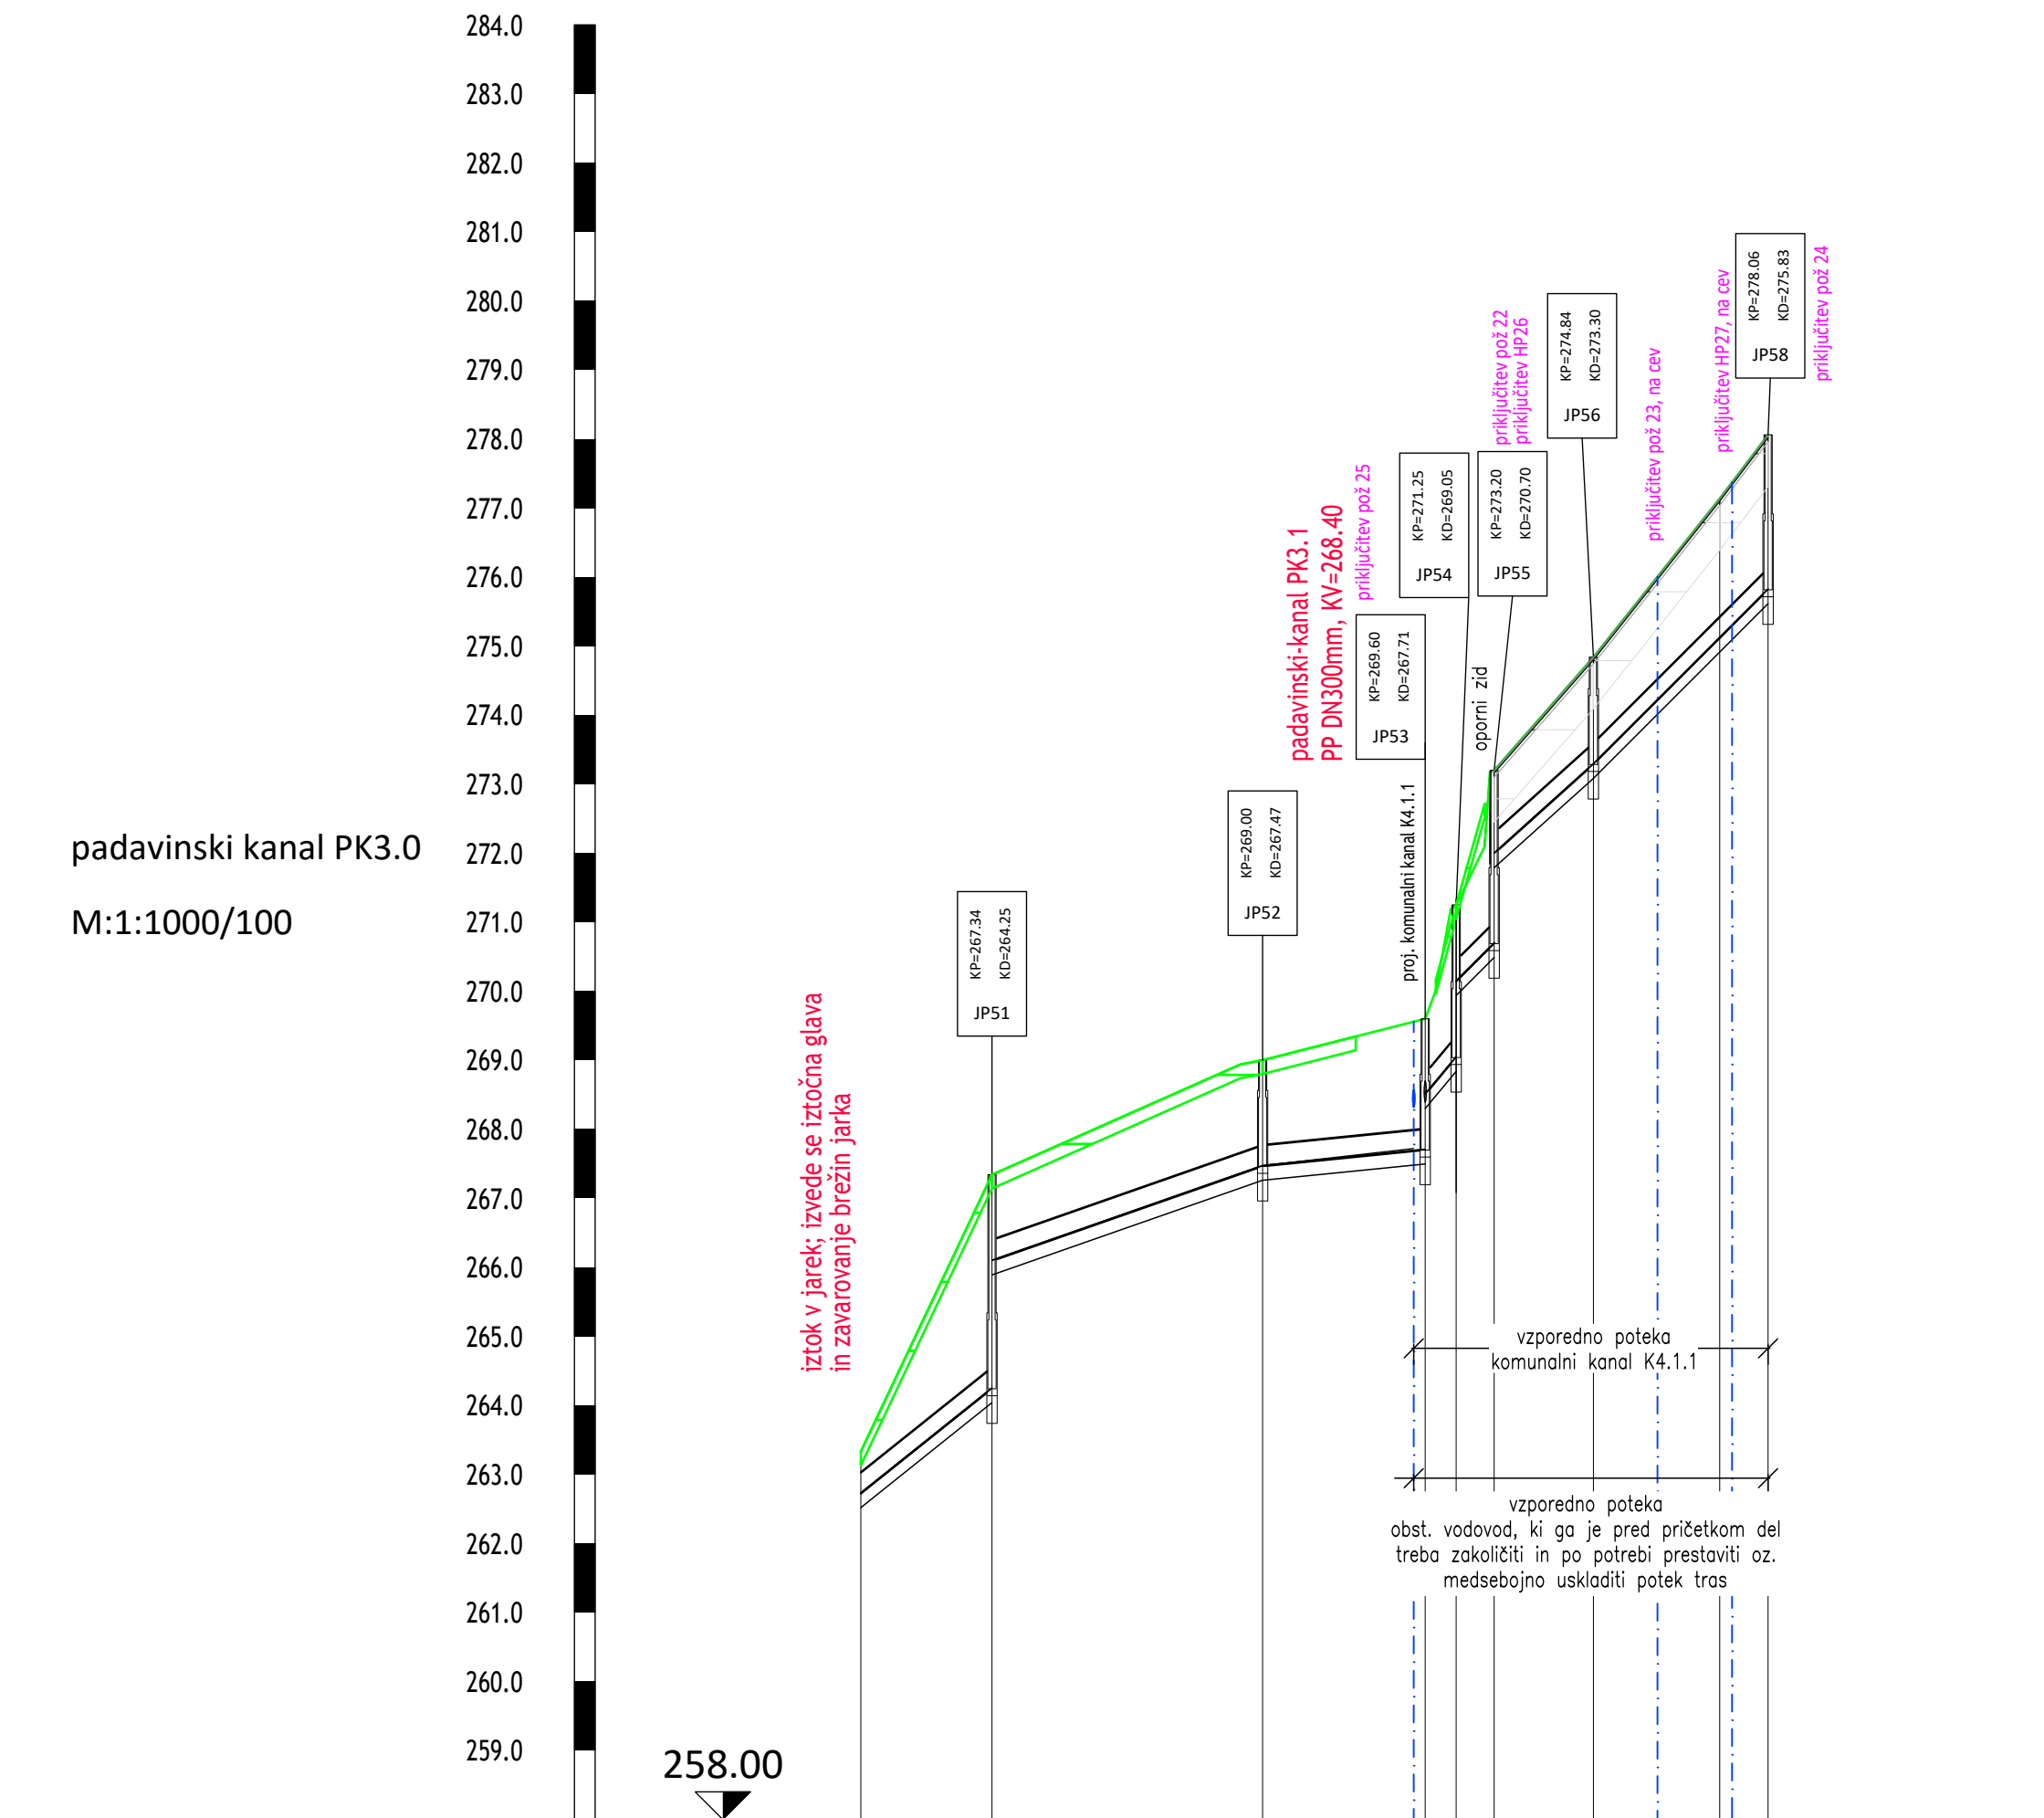 284.0
283.0
282.0
281.0
280.0
279.0
278.0
277.0
276.0
275.0
274.0
273.0
272.0
271.0
270.0
269.0
268.0
267.0
266.0
265.0
264.0
263.0
262.0
261.0
260.0
259.0
padavinski kanal PK3.0
M:1:1000/100
258.00
iztok v jarek; izvede se iztočna glava
in zavarovanje brežin jarka
KP=267.34
KD=264.25
JP51
KP=269.00
KD=267.47
JP52
padavinski-kanal PK3.1
PP DN300mm, KV=268.40
priključitev pož 25
KP=269.60
KD=267.71
JP53
proj. komunalni kanal K4.1.1
KP=271.25
KD=269.05
JP54
oporni zid
KP=273.20
KD=270.70
JP55
priključitev pož 22
priključitev HP26
KP=274.84
KD=273.30
JP56
priključitev pož 23, na cev
priključitev HP27, na cev
KP=278.06
KD=275.83
JP58
priključitev pož 24
vzporedno poteka
komunalni kanal K4.1.1
vzporedno poteka
obst. vodovod, ki ga je pred pričetkom del
treba zakoličiti in po potrebi prestaviti oz.
medsebojno uskladiti potek tras